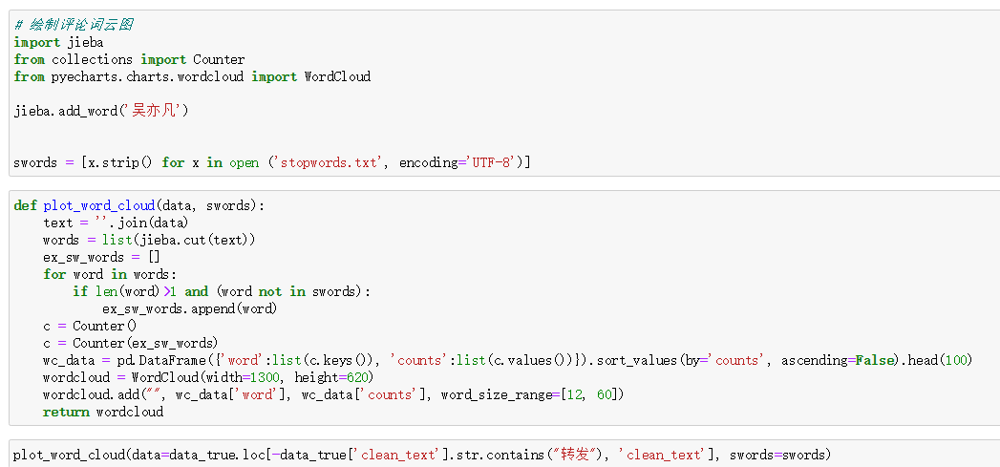 # 绘制评论词云图
import jieba
from collections import Counter
from pyecharts.charts.wordcloud import WordCloud
jieba.add_word('吴亦凡')
swords = [x.strip() for x in open ('stopwords.txt', encoding='UTF-8')]
def plot_word_cloud(data, swords):
    text = ''.join(data)
    words = list(jieba.cut(text))
    ex_sw_words = []
    for word in words:
        if len(word)>1 and (word not in swords):
            ex_sw_words.append(word)
    c = Counter()
    c = Counter(ex_sw_words)
    wc_data = pd.DataFrame({'word':list(c.keys()), 'counts':list(c.values())}).sort_values(by='counts', ascending=False).head(100)
    wordcloud = WordCloud(width=1300, height=620)
    wordcloud.add("", wc_data['word'], wc_data['counts'], word_size_range=[12, 60])
    return wordcloud
plot_word_cloud(data=data_true.loc[-data_true['clean_text'].str.contains("转发"), 'clean_text'], swords=swords)